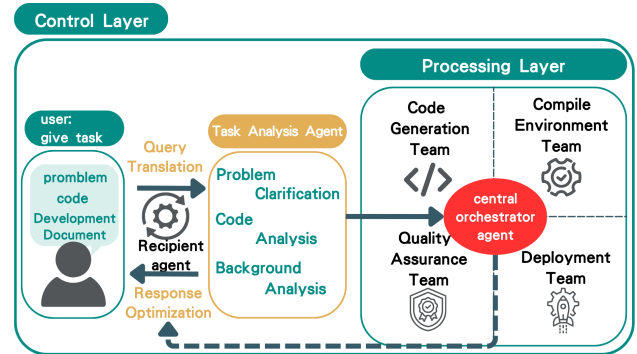 Control Layer
Processing Layer
user:
give task
promblem
code
Development
Document
Query
Translation
Recipient
agent
Response
Optimization
Task Analysis Agent
Problem
Clarification
Code
Analysis
Background
Analysis
Code
Generation
Team
Compile
Environment
Team
central
orchestrator
agent
Quality
Assurance
Team
Deployment
Team